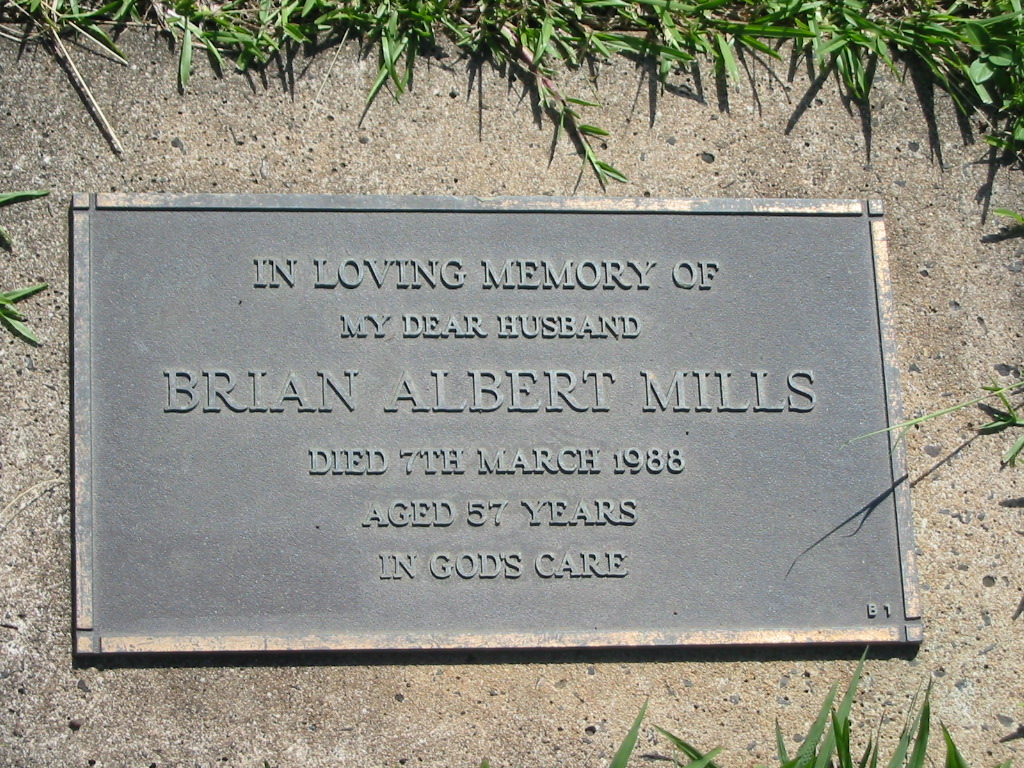 IN LOVING MEMORY OF
MY DEAR HUSBAND
BRIAN ALBERT MILLS
DIED 7TH MARCH 1988
AGED 57 YEARS
IN GOD'S CARE
B 1